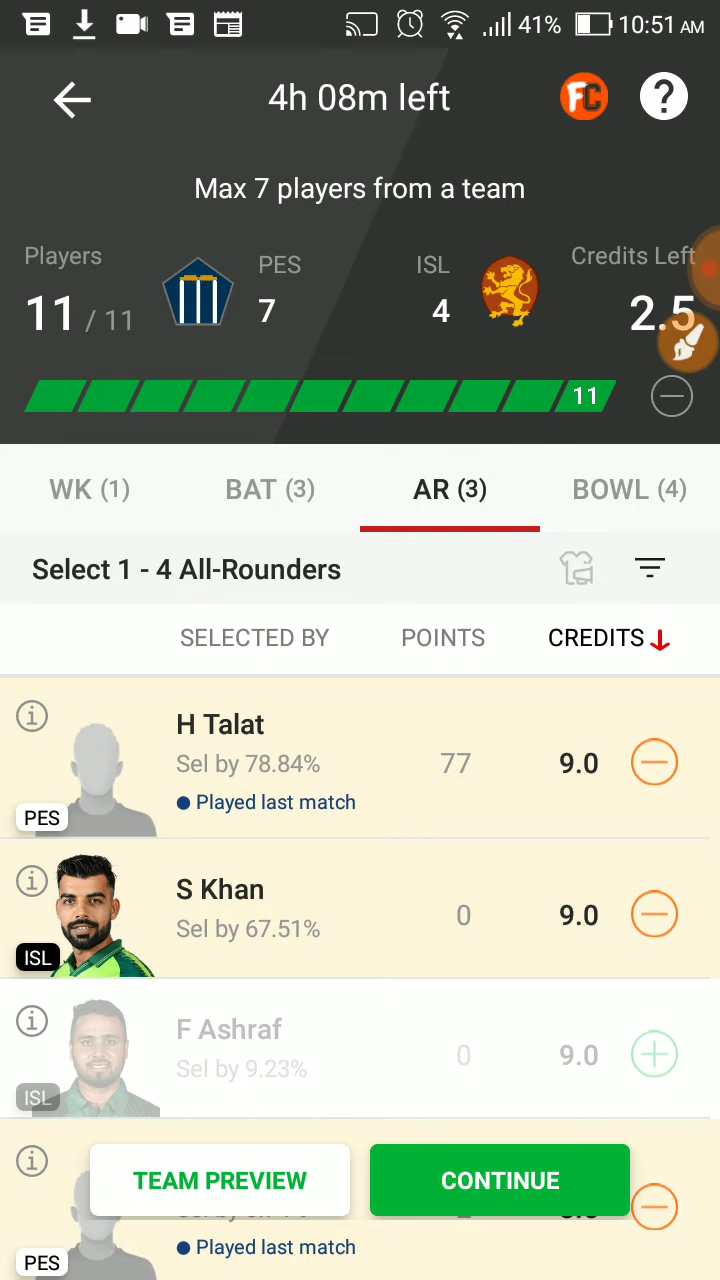 41% 10:51 AM
4h 08m left
FC ?
Max 7 players from a team
Players PES ISL Credits Left
11 / 11 7 4 2.5
11
WK (1) BAT (3) AR (3) BOWL (4)
Select 1 - 4 All-Rounders
SELECTED BY POINTS CREDITS
H Talat
Sel by 78.84% 77 9.0
Played last match
PES
S Khan
Sel by 67.51% 0 9.0
ISL
F Ashraf
Sel by 9.23% 0 9.0
ISL
TEAM PREVIEW CONTINUE
Played last match
PES